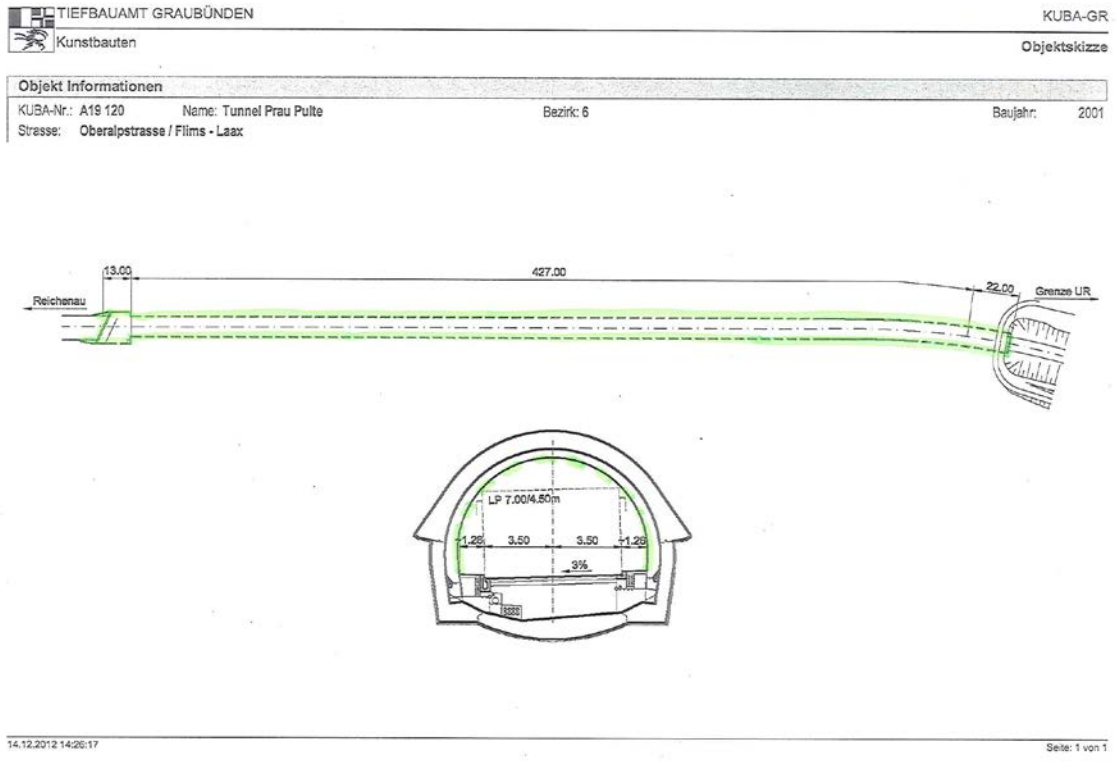 TIEFBAUAMT GRAUBÜNDEN
KUBA-GR
Kunstbauten
Objektskizze
Objekt Informationen
KUBA-Nr.: A19 120 Name: Tunnel Prau Pulte Bezirk: 6 Baujahr: 2001
Strasse: Oberalpstrasse / Flims - Laax
13.00 427.00 22.00
Reichenau Grenze UR
LP 7.00/4.50m
1.26 3.50 3.50 1.26
3%
14.12.2012 14:26:17 Seite: 1 von 1